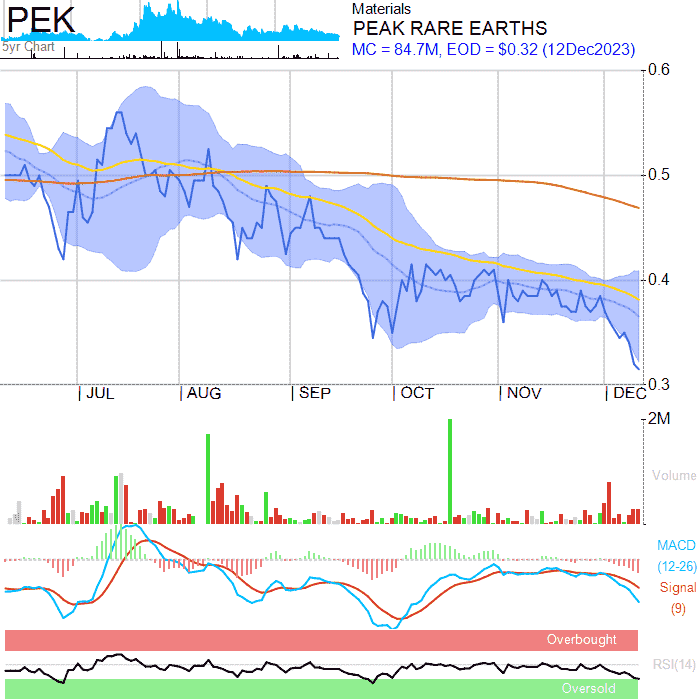 PEK
5yr Chart
Materials
PEAK RARE EARTHS
MC = 84.7M, EOD = $0.32 (12Dec2023)
0.6
0.5
0.4
0.3
JUL AUG SEP OCT NOV DEC
2M
Volume
MACD
(12-26)
Signal
(9)
Overbought
RSI(14)
Oversold